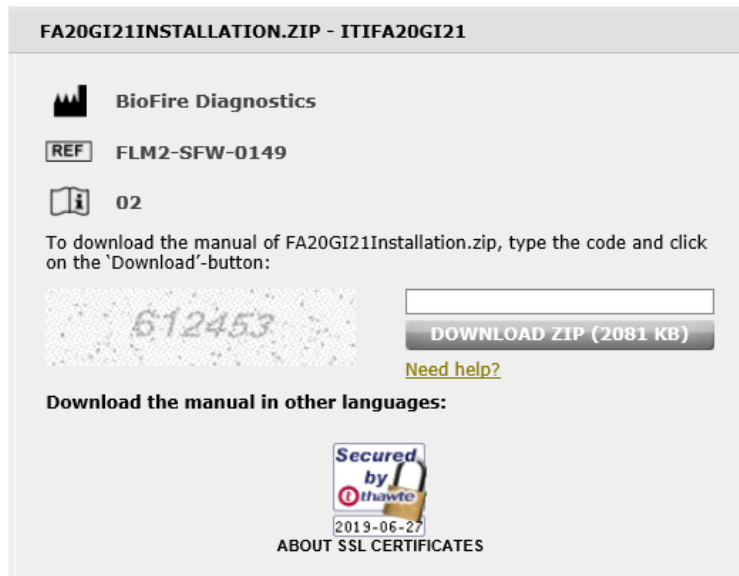 FA20GI21INSTALLATION.ZIP - ITIFA20GI21
BioFire Diagnostics
REF FLM2-SFW-0149
i 02
To download the manual of FA20GI21Installation.zip, type the code and click
on the `Download´-button:
612453
DOWNLOAD ZIP (2081 KB)
Need help?
Download the manual in other languages:
Secured
by
thawte
2019-06-27
ABOUT SSL CERTIFICATES